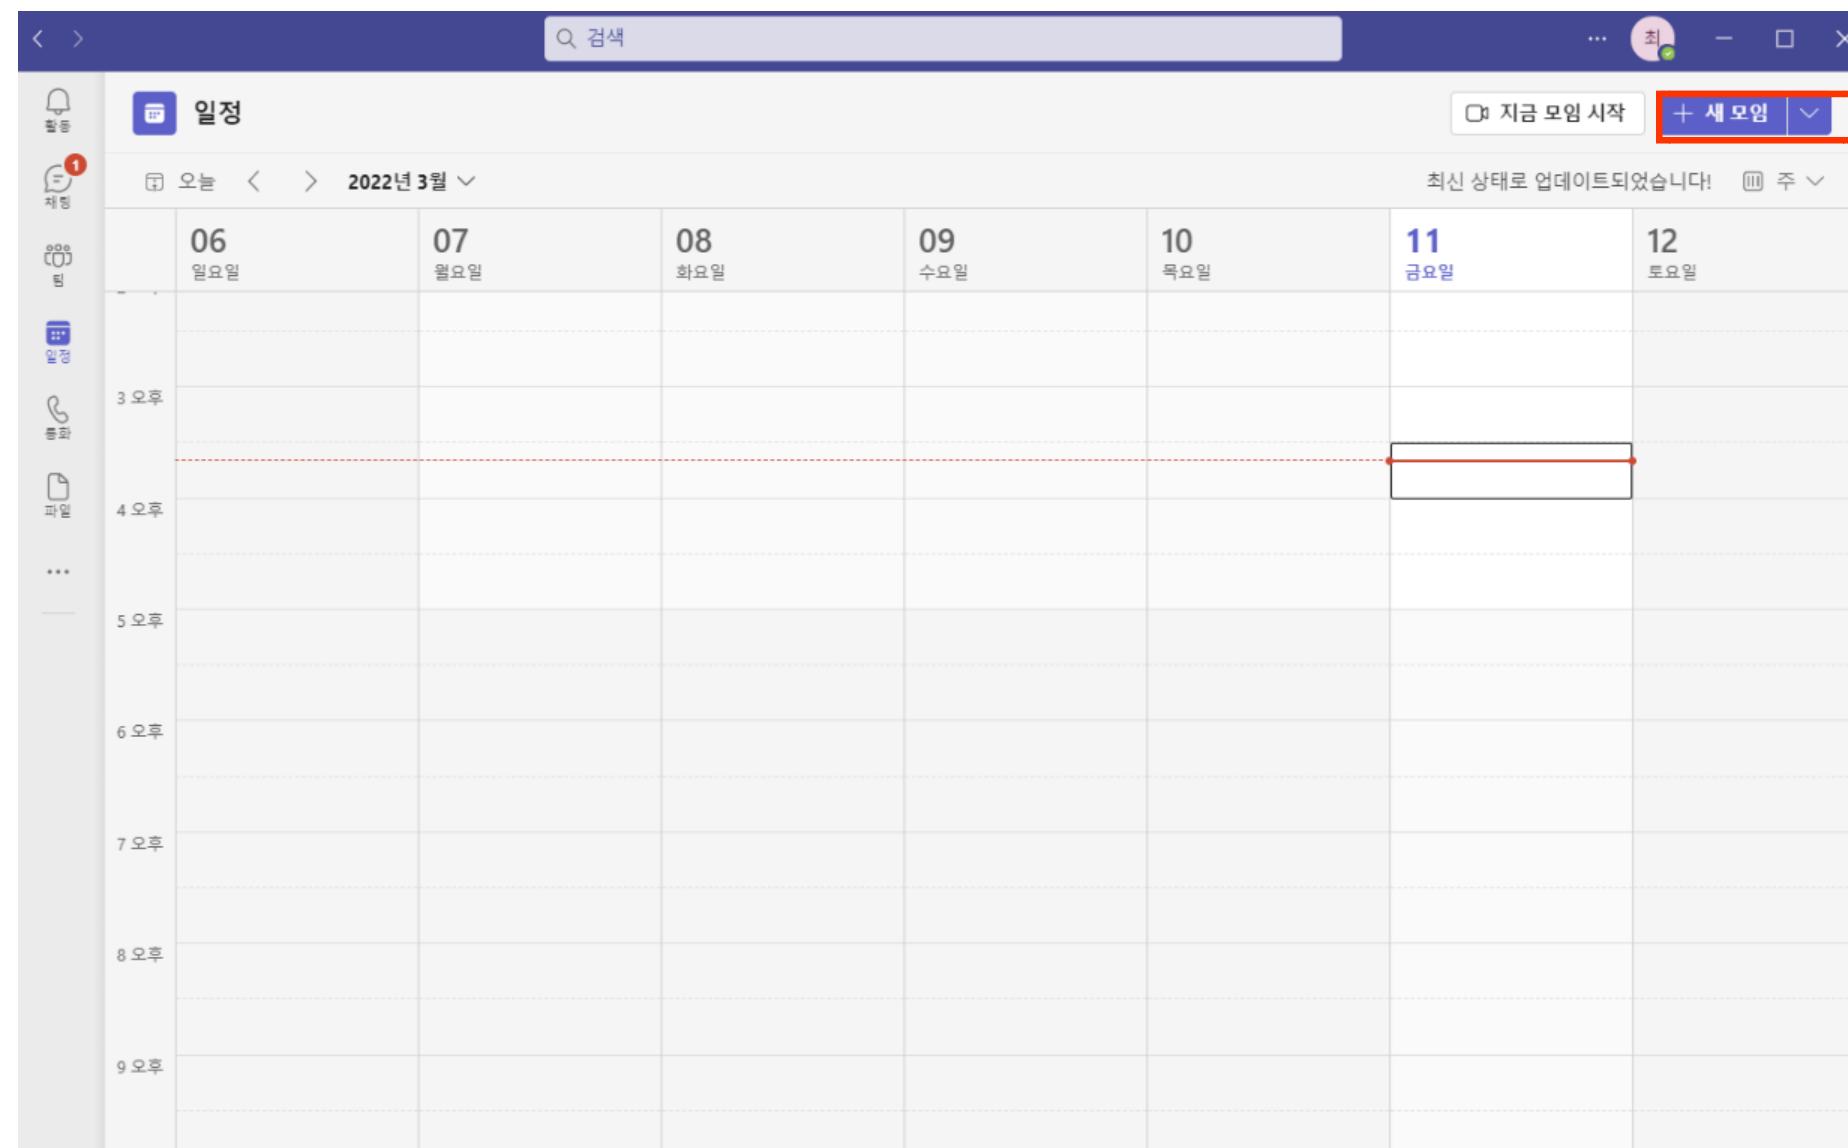 검색
최
활동
일정
지금 모임 시작
새 모임
1
채팅
오늘
2022년 3월
최신 상태로 업데이트되었습니다!
주
06
07
08
09
10
11
12
일요일
월요일
화요일
수요일
목요일
금요일
토요일
팀
일정
3 오후
통화
4 오후
파일
5 오후
6 오후
7 오후
8 오후
9 오후